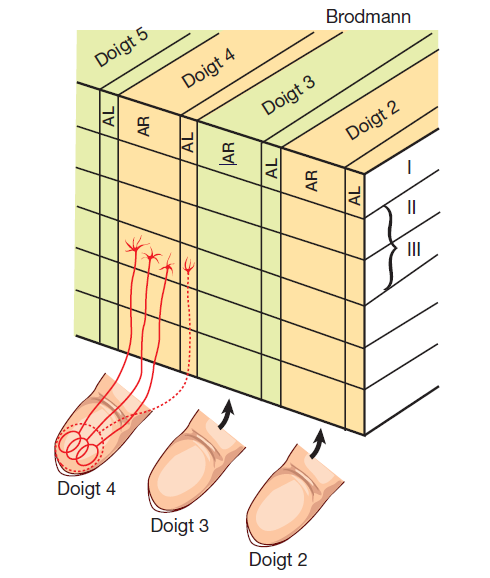 Brodmann
Doigt 5
Doigt 4
Doigt 3
Doigt 2
AL
AR
AL
AR
AL
AR
AL
I
II
III
Doigt 4
Doigt 3
Doigt 2